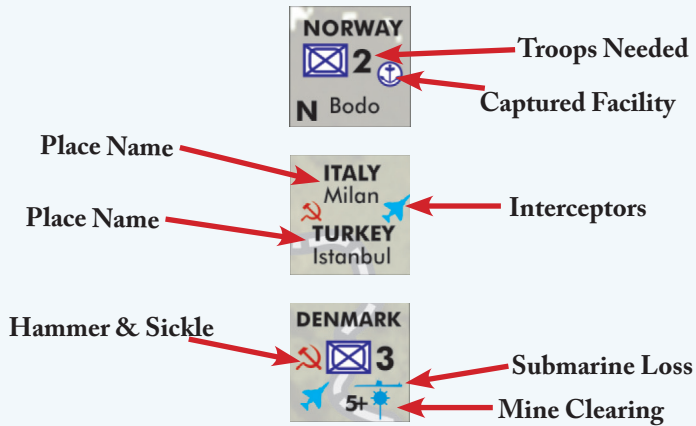 NORWAY
2
N Bodo
Troops Needed
Captured Facility
Place Name
Place Name
ITALY
Milan
TURKEY
Istanbul
Interceptors
Hammer & Sickle
DENMARK
3
5+
Submarine Loss
Mine Clearing